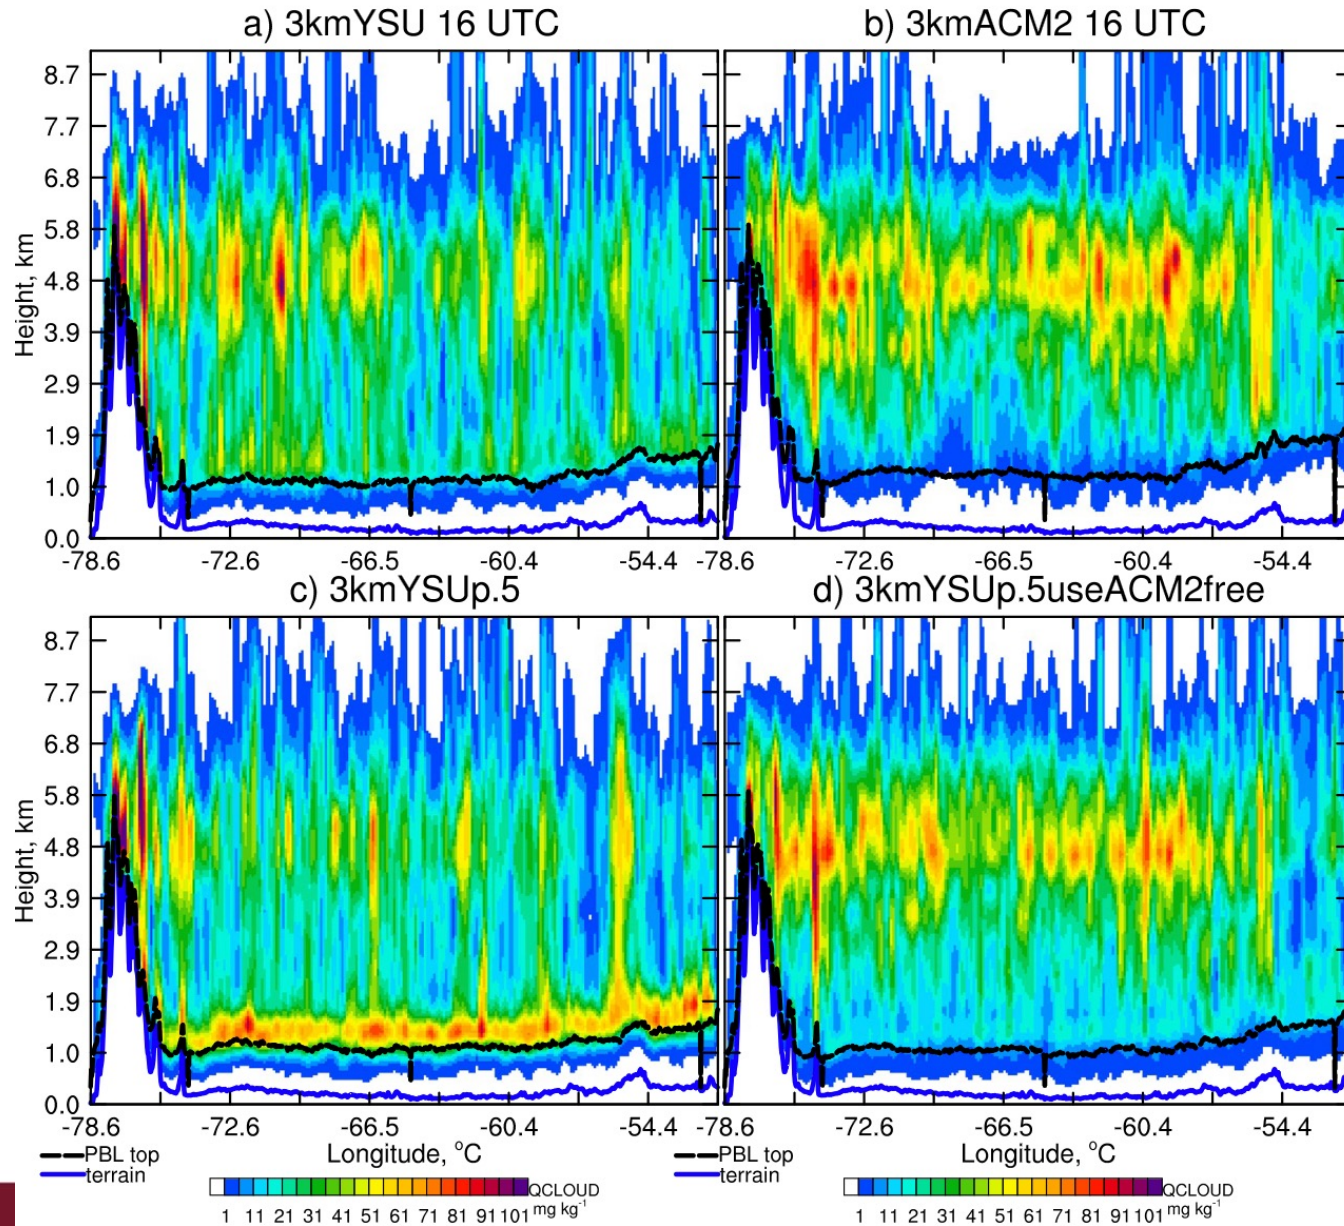 a) 3kmYSU 16 UTC
b) 3kmACM2 16 UTC
8.7
7.7
6.8
5.8
4.8
3.9
2.9
1.9
1.0
0.0
Height, km
-78.6 -72.6 -66.5 -60.4 -54.4 -78.6 -72.6 -66.5 -60.4 -54.4
c) 3kmYSUp.5
d) 3kmYSUp.5useACM2free
8.7
7.7
6.8
5.8
4.8
3.9
2.9
1.9
1.0
0.0
Height, km
-78.6 -72.6 -66.5 -60.4 -54.4 -78.6 -72.6 -66.5 -60.4 -54.4
PBL top Longitude, °C PBL top Longitude, °C
terrain terrain
QCLOUD QCLOUD
1 11 21 31 41 51 61 71 81 91 101 mg kg⁻¹ 1 11 21 31 41 51 61 71 81 91 101 mg kg⁻¹